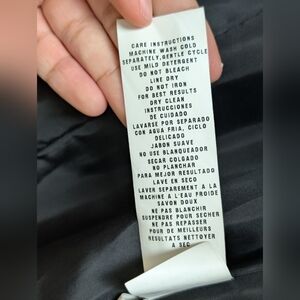 CARE INSTRUCTIONS
MACHINE WASH COLD
SEPARATELY, GENTLE CYCLE
USE MILD DETERGENT
DO NOT BLEACH
LINE DRY
DO NOT IRON
FOR BEST RESULTS
DRY CLEAN
INSTRUCCIONES
DE CUIDADO
LAVARSE POR SEPARADO
CON AGUA FRIA, CICLO
DELICADO
JABON SUAVE
NO USE BLANQUEADOR
SECAR COLGADO
NO PLANCHAR
PARA MEJOR RESULTADO
LAVE EN SECO
LAVER SEPAREMENT A LA
MACHINE A L'EAU FROIDE
SAVON DOUX
NE PAS BLANCHIR
SUSPENDRE POUR SECHER
NE PAS REPASSER
POUR DE MEILLEURS
RESULTATS NETTOYER
A SEC